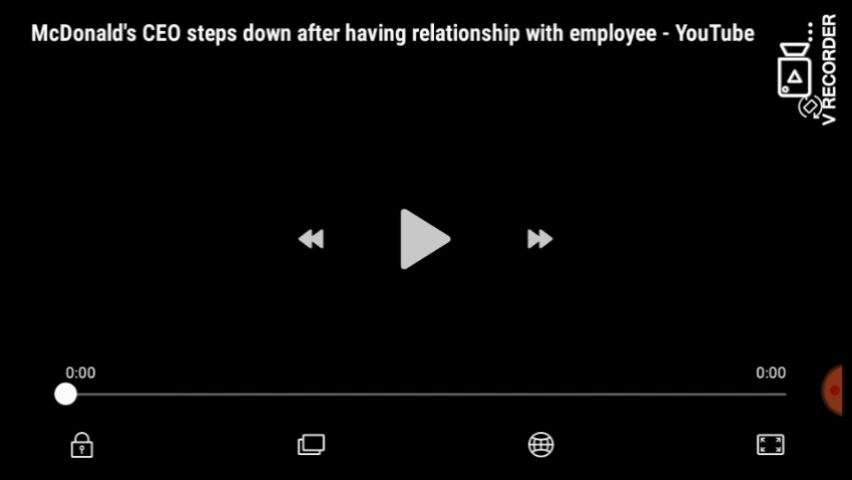 McDonald's CEO steps down after having relationship with employee - YouTube
V RECORDER
0:00
0:00